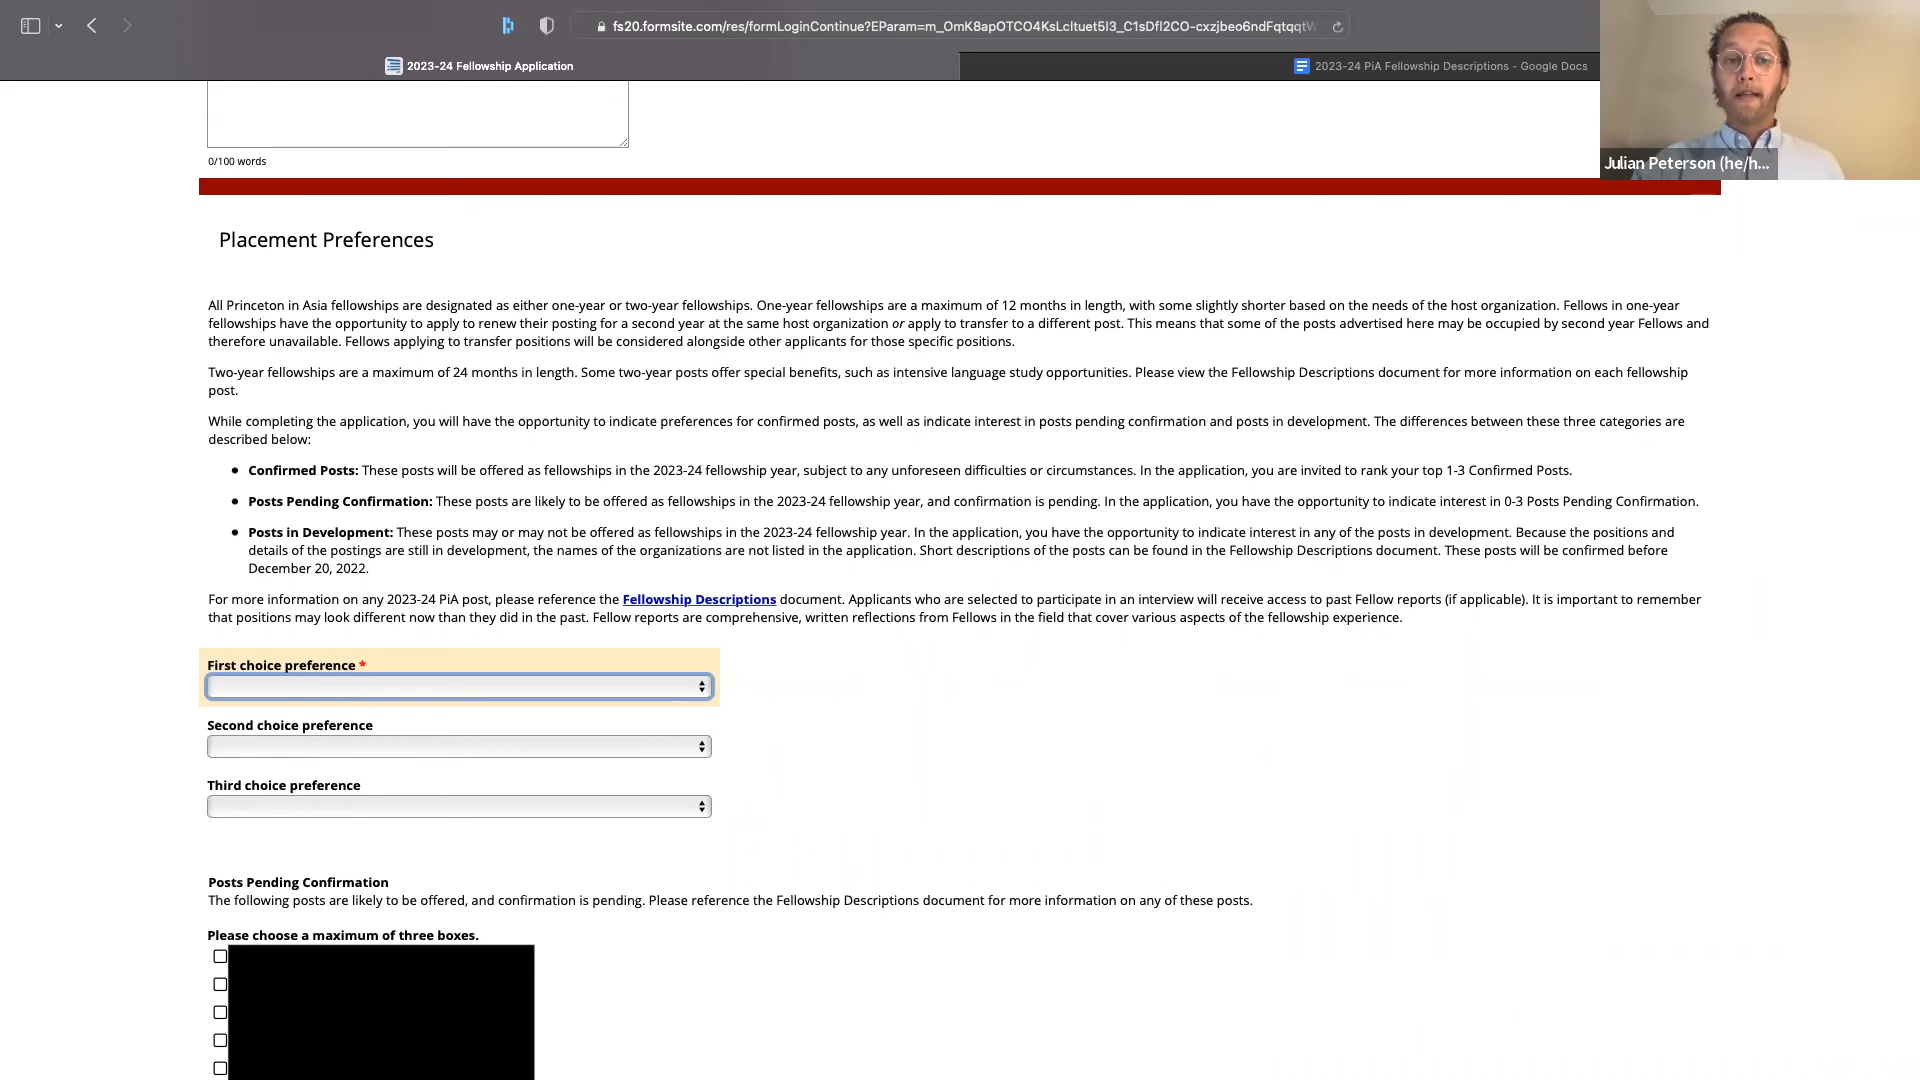 fs20.formsite.com/res/formLoginContinue?EParam=m_OmK8apOTCO4KsLcltuet5I3_C1sDfl2CO-cxzjbeo6ndFqtqqtW
2023-24 Fellowship Application
2023-24 PiA Fellowship Descriptions - Google Docs
Julian Peterson (he/h...
0/100 words
Placement Preferences
All Princeton in Asia fellowships are designated as either one-year or two-year fellowships. One-year fellowships are a maximum of 12 months in length, with some slightly shorter based on the needs of the host organization. Fellows in one-year
fellowships have the opportunity to apply to renew their posting for a second year at the same host organization or apply to transfer to a different post. This means that some of the posts advertised here may be occupied by second year Fellows and
therefore unavailable. Fellows applying to transfer positions will be considered alongside other applicants for those specific positions.
Two-year fellowships are a maximum of 24 months in length. Some two-year posts offer special benefits, such as intensive language study opportunities. Please view the Fellowship Descriptions document for more information on each fellowship
post.
While completing the application, you will have the opportunity to indicate preferences for confirmed posts, as well as indicate interest in posts pending confirmation and posts in development. The differences between these three categories are
described below:
• Confirmed Posts: These posts will be offered as fellowships in the 2023-24 fellowship year, subject to any unforeseen difficulties or circumstances. In the application, you are invited to rank your top 1-3 Confirmed Posts.
• Posts Pending Confirmation: These posts are likely to be offered as fellowships in the 2023-24 fellowship year, and confirmation is pending. In the application, you have the opportunity to indicate interest in 0-3 Posts Pending Confirmation.
• Posts in Development: These posts may or may not be offered as fellowships in the 2023-24 fellowship year. In the application, you have the opportunity to indicate interest in any of the posts in development. Because the positions and
details of the postings are still in development, the names of the organizations are not listed in the application. Short descriptions of the posts can be found in the Fellowship Descriptions document. These posts will be confirmed before
December 20, 2022.
For more information on any 2023-24 PiA post, please reference the Fellowship Descriptions document. Applicants who are selected to participate in an interview will receive access to past Fellow reports (if applicable). It is important to remember
that positions may look different now than they did in the past. Fellow reports are comprehensive, written reflections from Fellows in the field that cover various aspects of the fellowship experience.
First choice preference *
Second choice preference
Third choice preference
Posts Pending Confirmation
The following posts are likely to be offered, and confirmation is pending. Please reference the Fellowship Descriptions document for more information on any of these posts.
Please choose a maximum of three boxes.